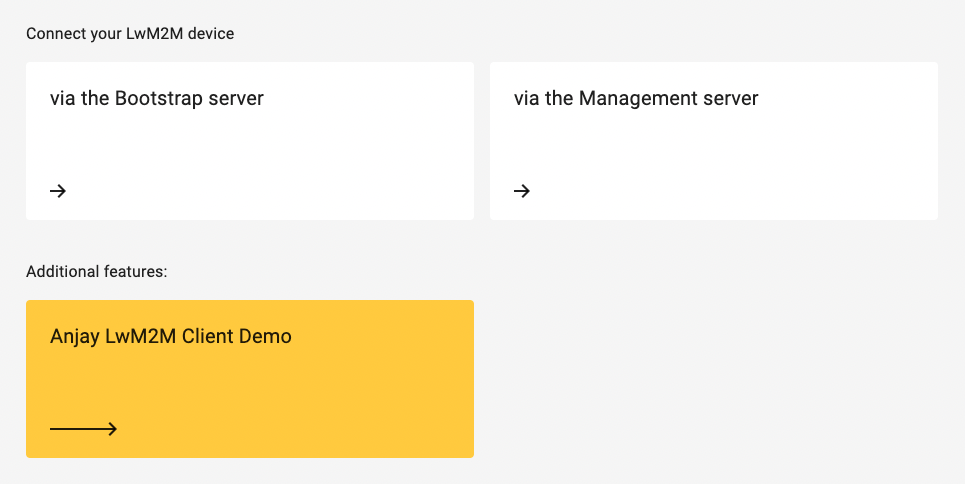 Connect your LwM2M device
via the Bootstrap server
via the Management server
Additional features:
Anjay LwM2M Client Demo